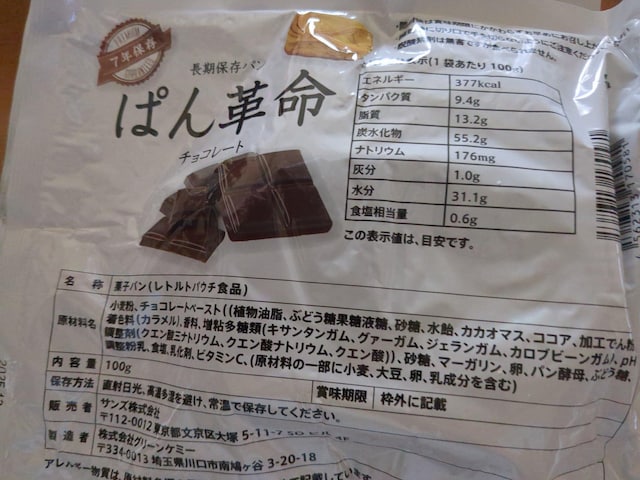 PREMIUM
7年保存
長期保存パン
ぱん革命
チョコレート
(1袋あたり 100g)
エネルギー 377kcal
タンパク質 9.4g
脂質 13.2g
炭水化物 55.2g
ナトリウム 176mg
灰分 1.0g
水分 31.1g
食塩相当量 0.6g
この表示値は、目安です。
名 称 菓子パン(レトルトパウチ食品)
原材料名 小麦粉、チョコレートペースト((植物油脂、ぶどう糖果糖液糖、砂糖、水飴、カカオマス、ココア、加工でん粉
着色料(カラメル)、香料、増粘多糖類(キサンタンガム、グァーガム、ジェランガム、カロブビーンガム)、pH
調整剤(クエン酸三ナトリウム、クエン酸ナトリウム、クエン酸))、砂糖、マーガリン、卵、パン酵母、ぶどう糖、
調整粉乳、食塩、乳化剤、ビタミンC、(原材料の一部に小麦、大豆、卵、乳成分を含む)
内 容 量 100g
保存方法 直射日光、高温多湿を避け、常温で保存してください。 賞味期限 枠外に記載
販 売 者 サンズ株式会社
〒112-0012 東京都文京区大塚 5-11-7
製 造 者 株式会社グリーンケミー
〒334-0013 埼玉県川口市南鳩ヶ谷 3-20-18